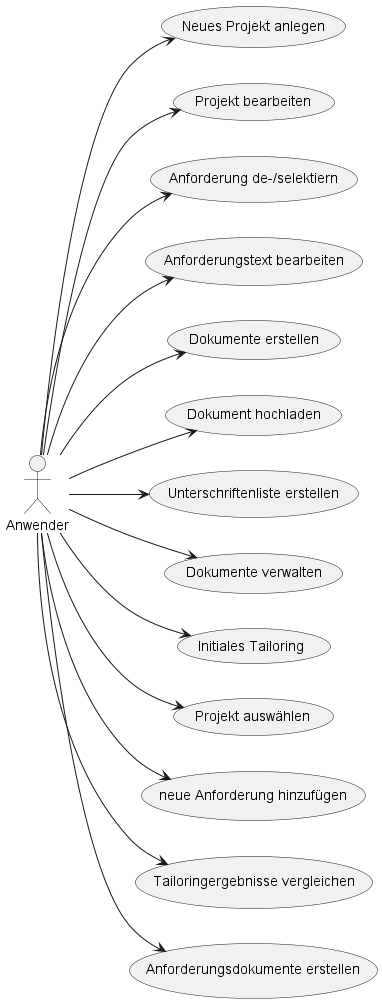 Neues Projekt anlegen
Projekt bearbeiten
Anforderung de-/selektiern
Anforderungstext bearbeiten
Dokumente erstellen
Dokument hochladen
Unterschriftenliste erstellen
Anwender
Dokumente verwalten
Initiales Tailoring
Projekt auswählen
neue Anforderung hinzufügen
Tailoringergebnisse vergleichen
Anforderungsdokumente erstellen